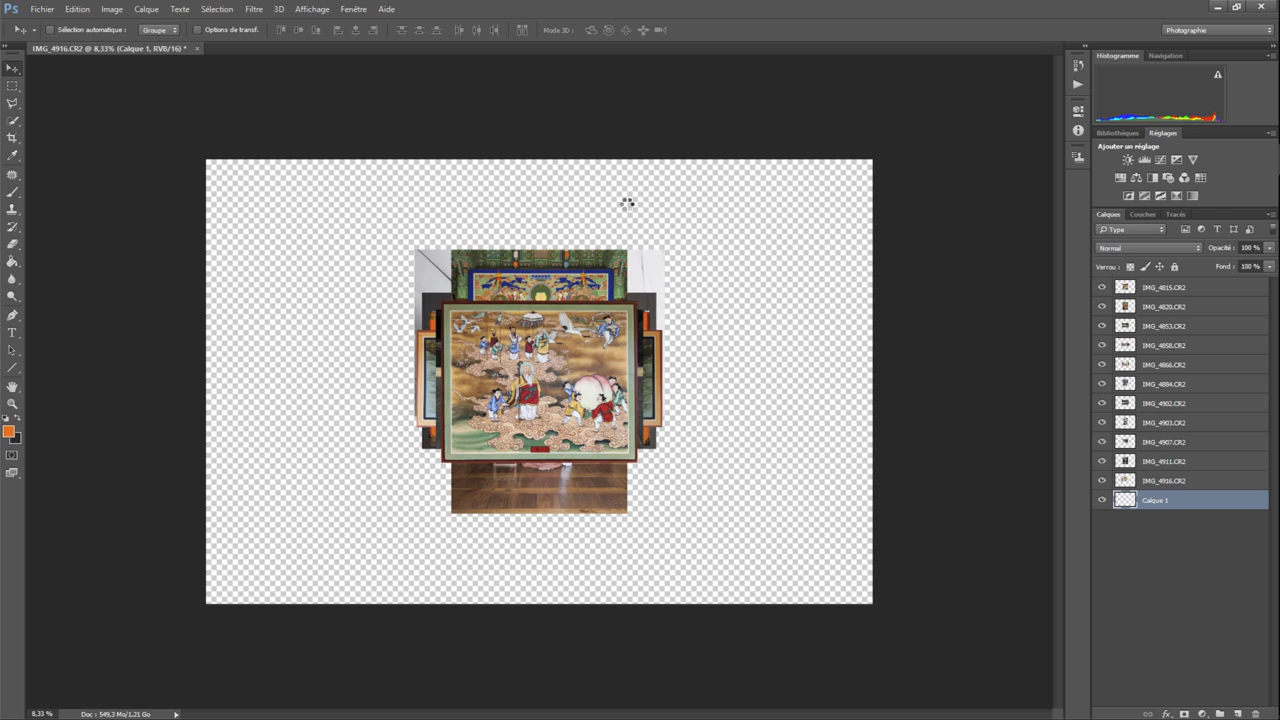 Ps Fichier Edition Image Calque Texte Sélection Filtre 3D Affichage Fenêtre Aide
Sélection automatique : Groupe Options de transf. Mode 3D : Photographie
IMG_4916.CR2 @ 8,33% (Calque 1, RVB/16) * ×
Histogramme Navigation
Bibliothèques Réglages
Ajouter un réglage
Calques Couches Tracés
Type
Normal Opacité : 100 %
Verrou : Fond : 100 %
IMG_4815.CR2
IMG_4820.CR2
IMG_4853.CR2
IMG_4858.CR2
IMG_4866.CR2
IMG_4884.CR2
IMG_4902.CR2
IMG_4903.CR2
IMG_4907.CR2
IMG_4911.CR2
IMG_4916.CR2
Calque 1
8,33 % Doc : 549,3 Mo/1,21 Go